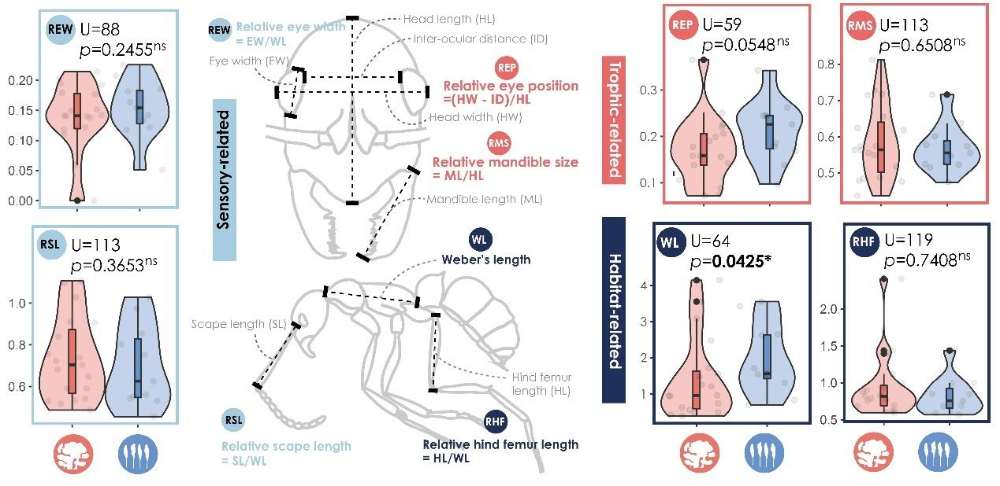 REW
U=88
p=0.2455ns
0.20
0.15
0.10
0.05
0.00
RSL
U=113
p=0.3653ns
1.0
0.8
0.6
Sensory-related
REW
Relative eye width
= EW/WL
Head length (HL)
Inter-ocular distance (ID)
Eye width (EW)
REP
Relative eye position
=(HW - ID)/HL
Head width (HW)
RMS
Relative mandible size
= ML/HL
Mandible length (ML)
WL
Weber's length
Scape length (SL)
Hind femur
length (HL)
RSL
Relative scape length
= SL/WL
RHF
Relative hind femur length
= HL/WL
Trophic-related
REP
U=59
p=0.0548ns
0.3
0.2
0.1
RMS
U=113
p=0.6508ns
0.8
0.7
0.6
0.5
Habitat-related
WL
U=64
p=0.0425*
4
3
2
1
RHF
U=119
p=0.7408ns
2.0
1.5
1.0
0.5